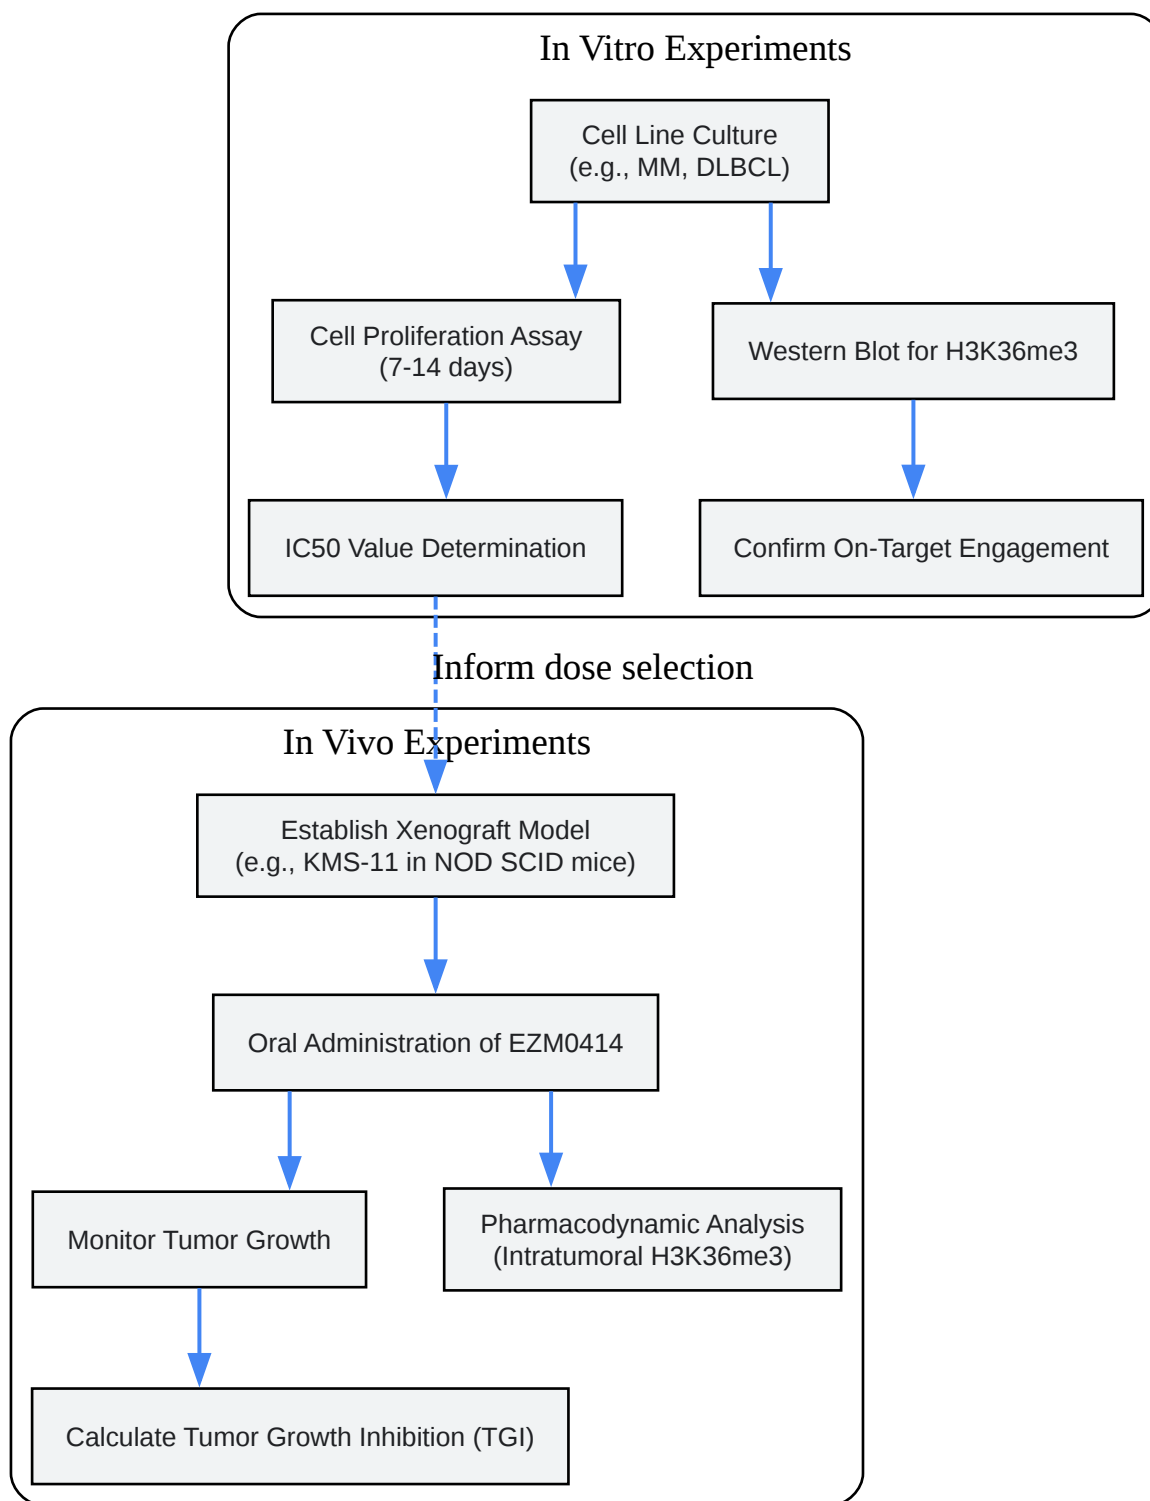 In Vitro Experiments
Cell Line Culture
(e.g., MM, DLBCL)
Cell Proliferation Assay
(7-14 days)
Western Blot for H3K36me3
IC50 Value Determination
Confirm On-Target Engagement
Inform dose selection
In Vivo Experiments
Establish Xenograft Model
(e.g., KMS-11 in NOD SCID mice)
Oral Administration of EZM0414
Monitor Tumor Growth
Pharmacodynamic Analysis
(Intratumoral H3K36me3)
Calculate Tumor Growth Inhibition (TGI)